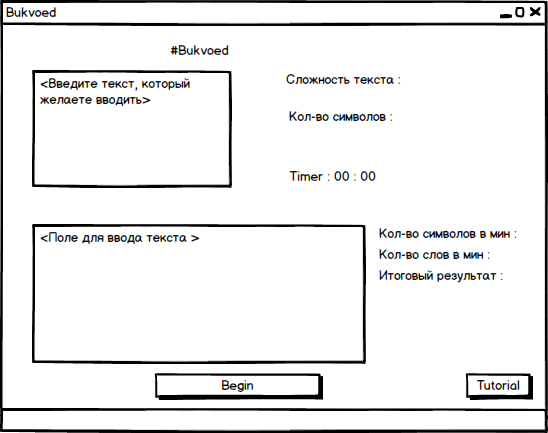 Bukvoed
#Bukvoed
<Введите текст, который
желаете вводить>
Сложность текста :
Кол-во символов :
Timer : 00 : 00
<Поле для ввода текста >
Кол-во символов в мин :
Кол-во слов в мин :
Итоговый результат :
Begin
Tutorial